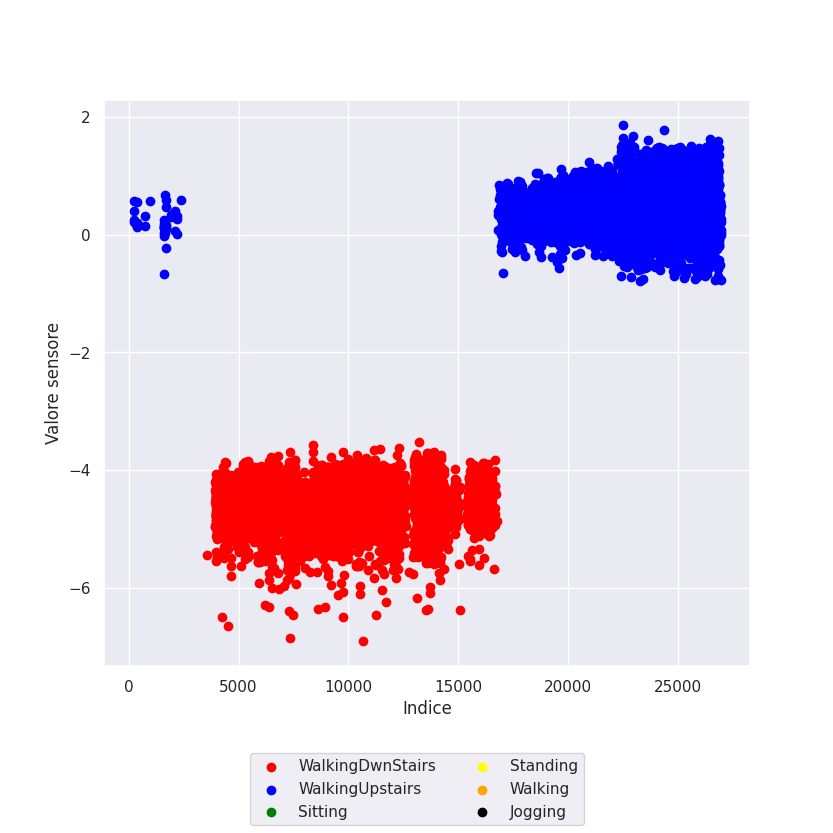 2
0
−2
−4
−6
Valore sensore
0 5000 10000 15000 20000 25000
Indice
WalkingDwnStairs Standing
WalkingUpstairs Walking
Sitting Jogging